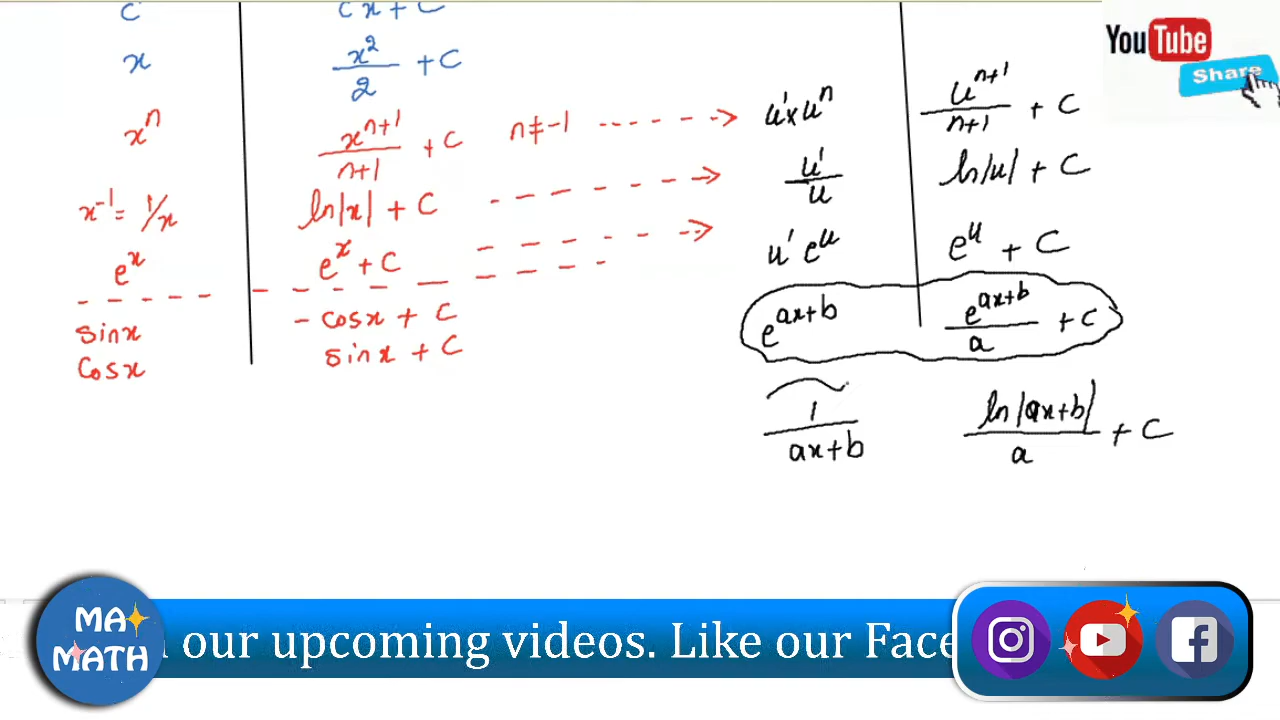 c cx + C
x x²/2 + C
xⁿ xⁿ⁺¹/n+1 + C n≠-1 -----> u'×uⁿ uⁿ⁺¹/n+1 + C
x⁻¹ = 1/x ln|x| + C -----> u'/u ln|u| + C
eˣ eˣ + C -----> u' eᵘ eᵘ + C
sinx - cosx + C e^(ax+b) e^(ax+b)/a + C
cosx sinx + C
1/ax+b ln|ax+b|/a + C
YouTube
Share
MA
MATH
our upcoming videos. Like our Face